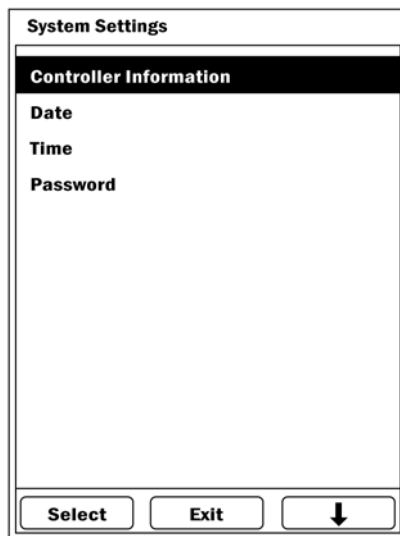 System Settings
Controller Information
Date
Time
Password
Select Exit